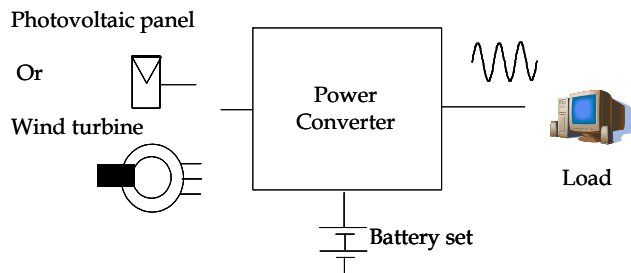 Photovoltaic panel
Or
Wind turbine
Power
Converter
Load
Battery set